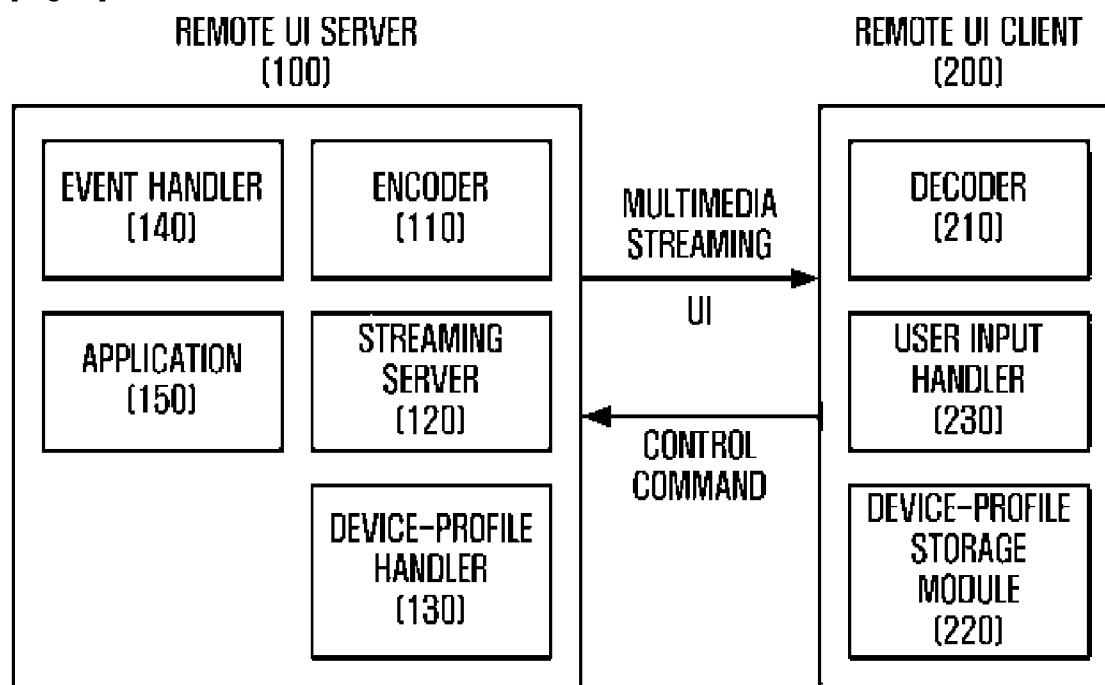 REMOTE UI SERVER
(100)
EVENT HANDLER
(140)
ENCODER
(110)
APPLICATION
(150)
STREAMING
SERVER
(120)
DEVICE-PROFILE
HANDLER
(130)
MULTIMEDIA
STREAMING
UI
CONTROL
COMMAND
REMOTE UI CLIENT
(200)
DECODER
(210)
USER INPUT
HANDLER
(230)
DEVICE-PROFILE
STORAGE
MODULE
(220)